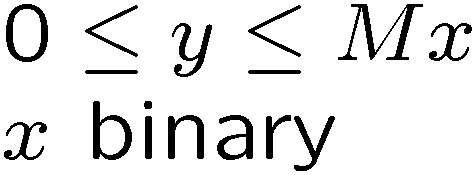 0 ≤ y ≤ Mx
x binary